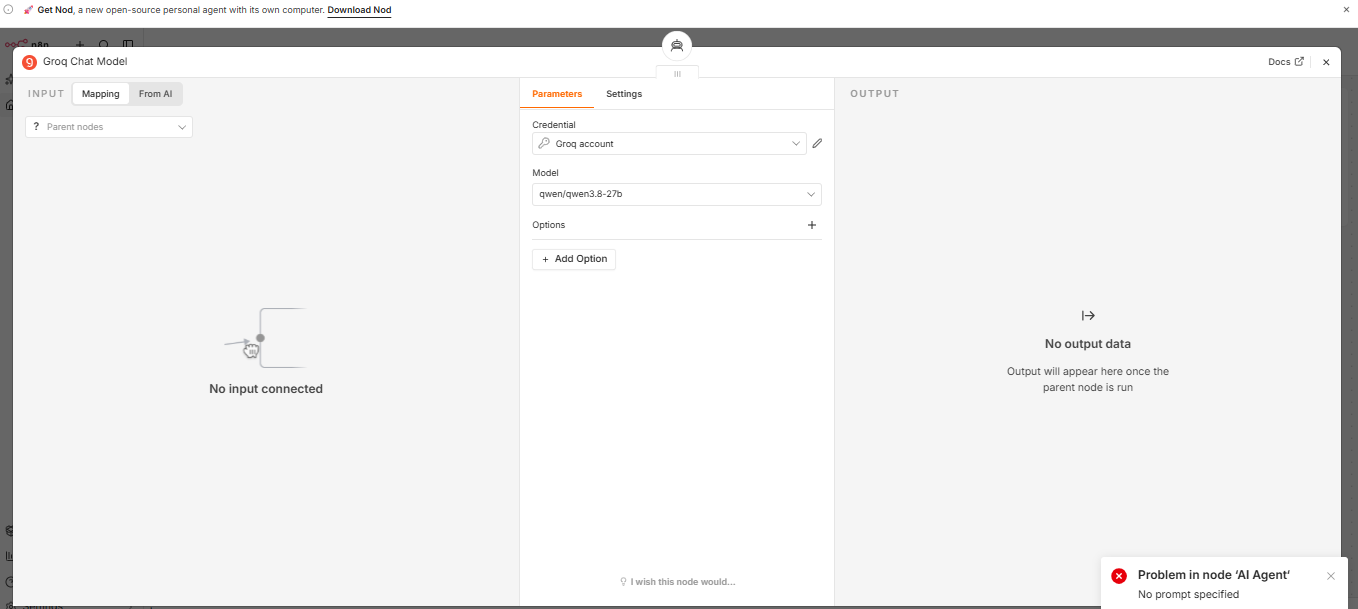 Get Nod, a new open-source personal agent with its own computer. Download Nod
n8n
Groq Chat Model
Docs
INPUT
Mapping
From AI
Parameters
Settings
OUTPUT
? Parent nodes
Credential
Groq account
Model
qwen/qwen3.8-27b
Options
+ Add Option
No input connected
No output data
Output will appear here once the
parent node is run
I wish this node would...
Problem in node ‘AI Agent‘
No prompt specified
Settings